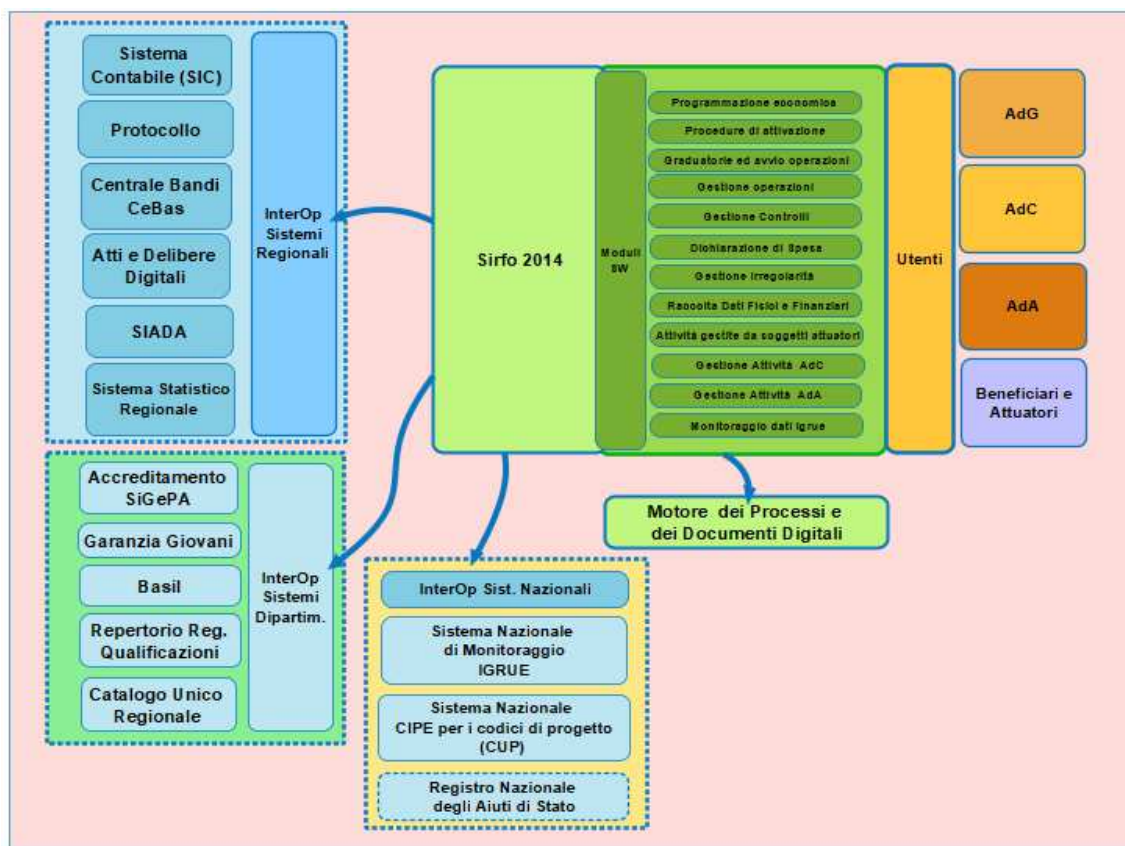 Sistema
Contabile (SIC)
Protocollo
Centrale Bandi
CeBas
Atti e Delibere
Digitali
SIADA
Sistema Statistico
Regionale
InterOp
Sistemi
Regionali
Sirfo 2014
Moduli
SW
Programmazione economica
Procedure di attivazione
Graduatorie ed avvio operazioni
Gestione operazioni
Gestione Controlli
Dichiarazione di Spesa
Gestione Irregolarità
Raccolta Dati Fisici e Finanziari
Attività gestite da soggetti attuatori
Gestione Attività AdC
Gestione Attività AdA
Monitoraggio dati Igrue
Utenti
AdG
AdC
AdA
Beneficiari e
Attuatori
Accreditamento
SiGePA
Garanzia Giovani
Basil
Repertorio Reg.
Qualificazioni
Catalogo Unico
Regionale
InterOp
Sistemi
Dipartim.
Motore dei Processi e
dei Documenti Digitali
InterOp Sist. Nazionali
Sistema Nazionale
di Monitoraggio
IGRUE
Sistema Nazionale
CIPE per i codici di progetto
(CUP)
Registro Nazionale
degli Aiuti di Stato